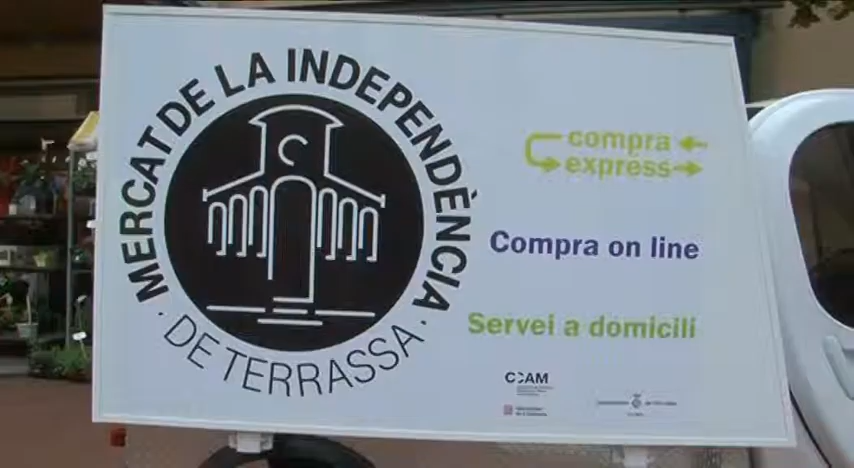 MERCAT DE LA INDEPENDÈNCIA
· DE TERRASSA ·
compra
express
Compra on line
Servei a domicili
CCAM